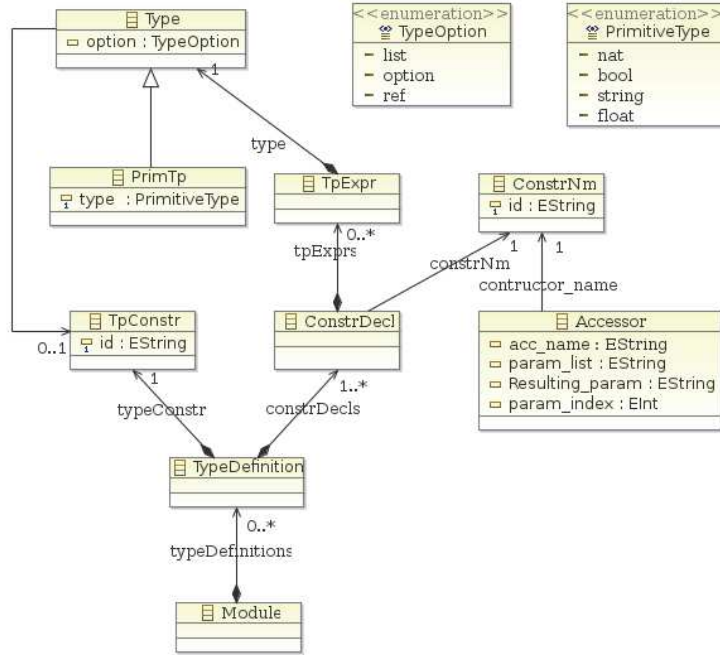 Type
option : TypeOption
<<enumeration>>
TypeOption
list
option
ref
<<enumeration>>
PrimitiveType
nat
bool
string
float
1
type
PrimTp
type : PrimitiveType
TpExpr
ConstrNm
id : EString
0..*
tpExprs
1
1
constrNm
contructor_name
TpConstr
id : EString
0..1
ConstrDecl
Accessor
acc_name : EString
param_list : EString
Resulting_param : EString
param_index : EInt
1
1..*
typeConstr
constrDecls
TypeDefinition
0..*
typeDefinitions
Module